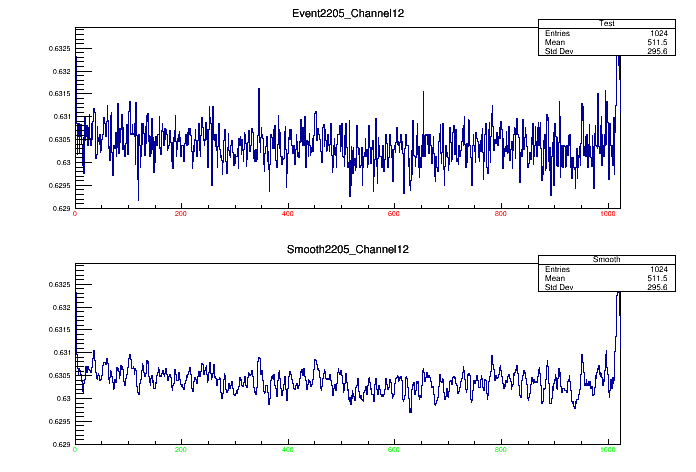 Event2205_Channel12
Test
Entries 1024
Mean 511.5
Std Dev 295.6
0.6325
0.632
0.6315
0.631
0.6305
0.63
0.6295
0.629
0 200 400 600 800 1000
Smooth2205_Channel12
Smooth
Entries 1024
Mean 511.5
Std Dev 295.6
0.6325
0.632
0.6315
0.631
0.6305
0.63
0.6295
0.629
0 200 400 600 800 1000